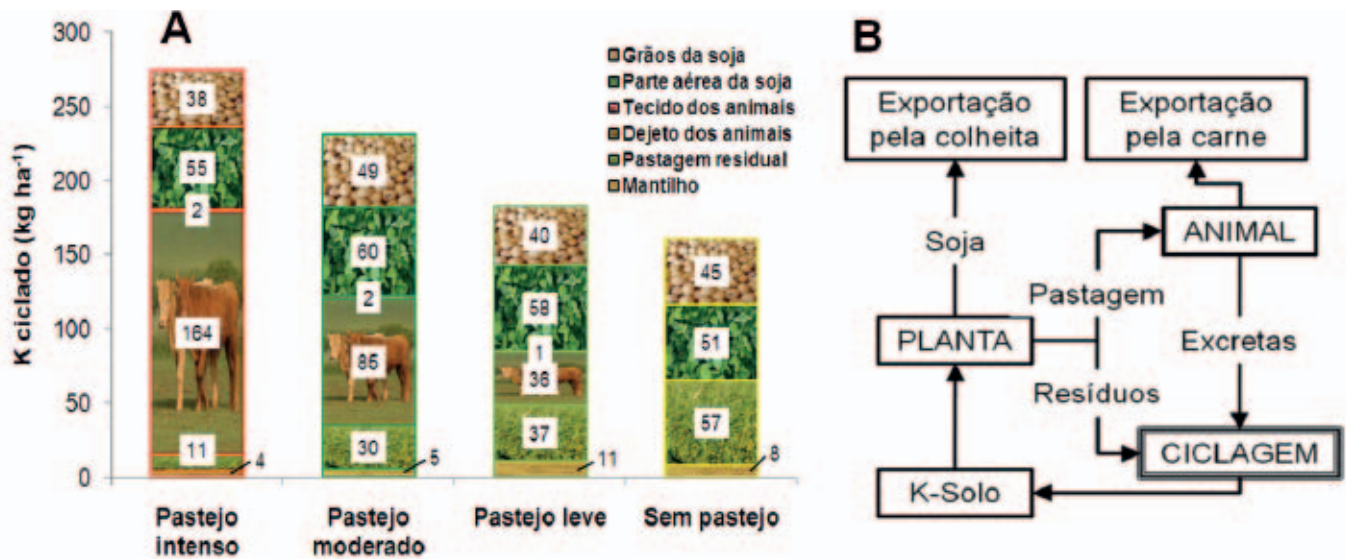 A
300
250
200
150
100
50
0
K ciclado (kg ha⁻¹)
Grãos da soja
Parte aérea da soja
Tecido dos animais
Dejeto dos animais
Pastagem residual
Mantilho
38
55
2
164
11
4
49
60
2
86
30
5
40
58
1
36
37
11
45
51
57
8
Pastejo
intenso
Pastejo
moderado
Pastejo leve
Sem pastejo
B
Exportação
pela colheita
Exportação
pela carne
ANIMAL
Soja
Pastagem
PLANTA
Excretas
Resíduos
CICLAGEM
K-Solo